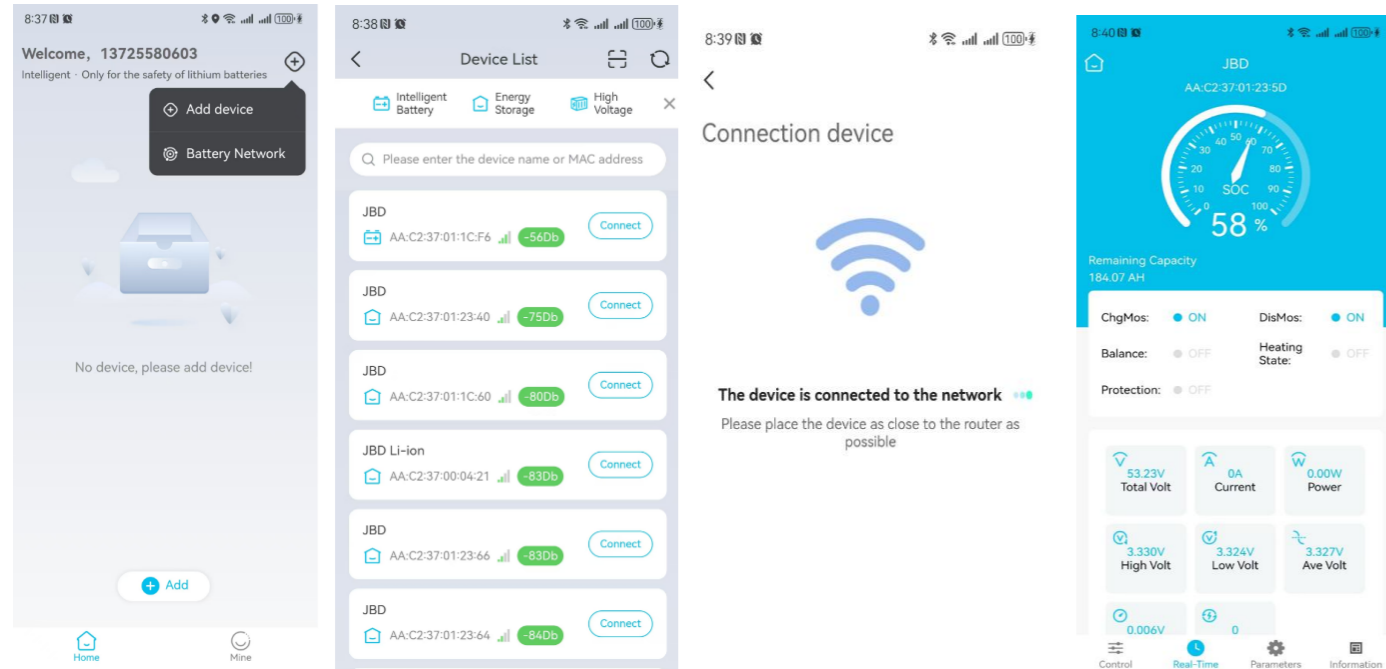 8:37
100
Welcome, 13725580603
Intelligent · Only for the safety of lithium batteries
Add device
Battery Network
No device, please add device!
Add
Home
Mine
8:38
100
Device List
Intelligent Battery
Energy Storage
High Voltage
Please enter the device name or MAC address
JBD
AA:C2:37:01:1C:F6
-56Db
Connect
JBD
AA:C2:37:01:23:40
-75Db
Connect
JBD
AA:C2:37:01:1C:60
-80Db
Connect
JBD Li-ion
AA:C2:37:00:04:21
-83Db
Connect
JBD
AA:C2:37:01:23:66
-83Db
Connect
JBD
AA:C2:37:01:23:64
-84Db
Connect
8:39
100
Connection device
The device is connected to the network
Please place the device as close to the router as
possible
8:40
100
JBD
AA:C2:37:01:23:5D
0 10 20 30 40 50 60 70 80 90 100
SOC
58 %
Remaining Capacity
184.07 AH
ChgMos: ON
DisMos: ON
Balance: OFF
Heating State: OFF
Protection: OFF
V
53.23V
Total Volt
A
0A
Current
W
0.00W
Power
3.330V
High Volt
3.324V
Low Volt
3.327V
Ave Volt
0.006V
0
Control
Real-Time
Parameters
Information